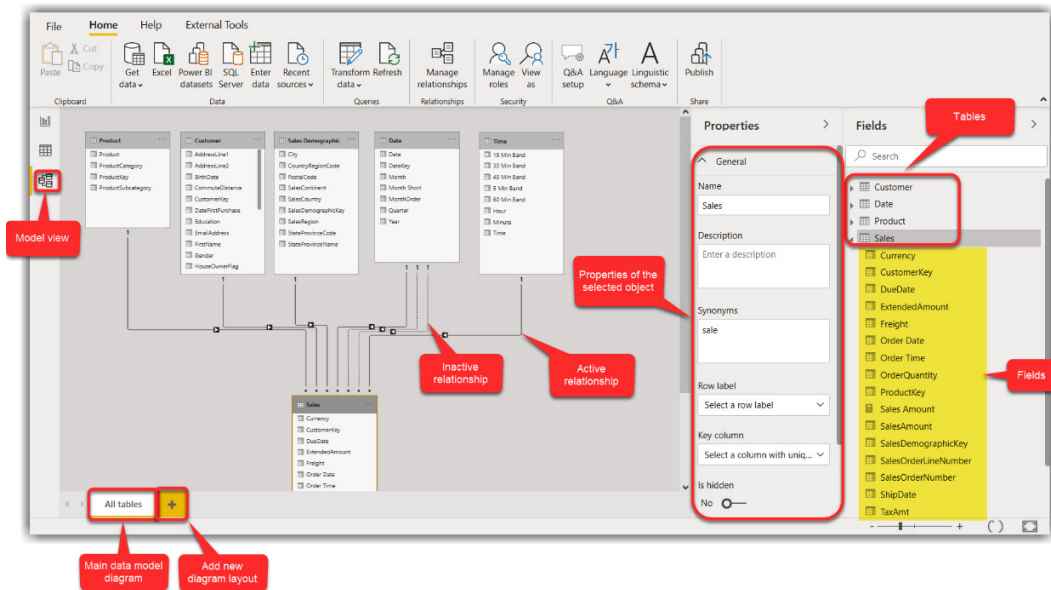 File Home Help External Tools
Paste
Cut
Copy
Get data
Excel
Power BI datasets
SQL Server
Enter data
Recent sources
Transform data
Refresh
Manage relationships
Manage roles
View as
Q&A setup
Language
Linguistic schema
Publish
Clipboard
Data
Queries
Relationships
Security
Q&A
Share
Model view
Product
Product
ProductCategory
ProductKey
ProductSubcategory
Customer
AddressLine1
AddressLine2
BirthDate
CommuteDistance
CustomerKey
DateFirstPurchase
Education
EmailAddress
FirstName
Gender
HouseOwnerFlag
Sales Demographic
City
CountryRegionCode
PostalCode
SalesContinent
SalesCountry
SalesDemographicKey
SalesRegion
StateProvinceCode
StateProvinceName
Date
Date
DateKey
Month
Month Short
MonthOrder
Quarter
Year
Time
15 Min Band
30 Min Band
45 Min Band
5 Min Band
60 Min Band
Hour
Minute
Time
1
1
1
1 1 1
1
* * * * * * *
Inactive relationship
Active relationship
Sales
Currency
CustomerKey
DueDate
ExtendedAmount
Freight
Order Date
Order Time
All tables
+
Main data model diagram
Add new diagram layout
Properties
General
Name
Sales
Description
Enter a description
Synonyms
sale
Row label
Select a row label
Key column
Select a column with uniq...
Is hidden
No
Properties of the selected object
Fields
Tables
Search
Customer
Date
Product
Sales
Currency
CustomerKey
DueDate
ExtendedAmount
Freight
Order Date
Order Time
OrderQuantity
ProductKey
Sales Amount
SalesAmount
SalesDemographicKey
SalesOrderLineNumber
SalesOrderNumber
ShipDate
TaxAmt
Fields
- +